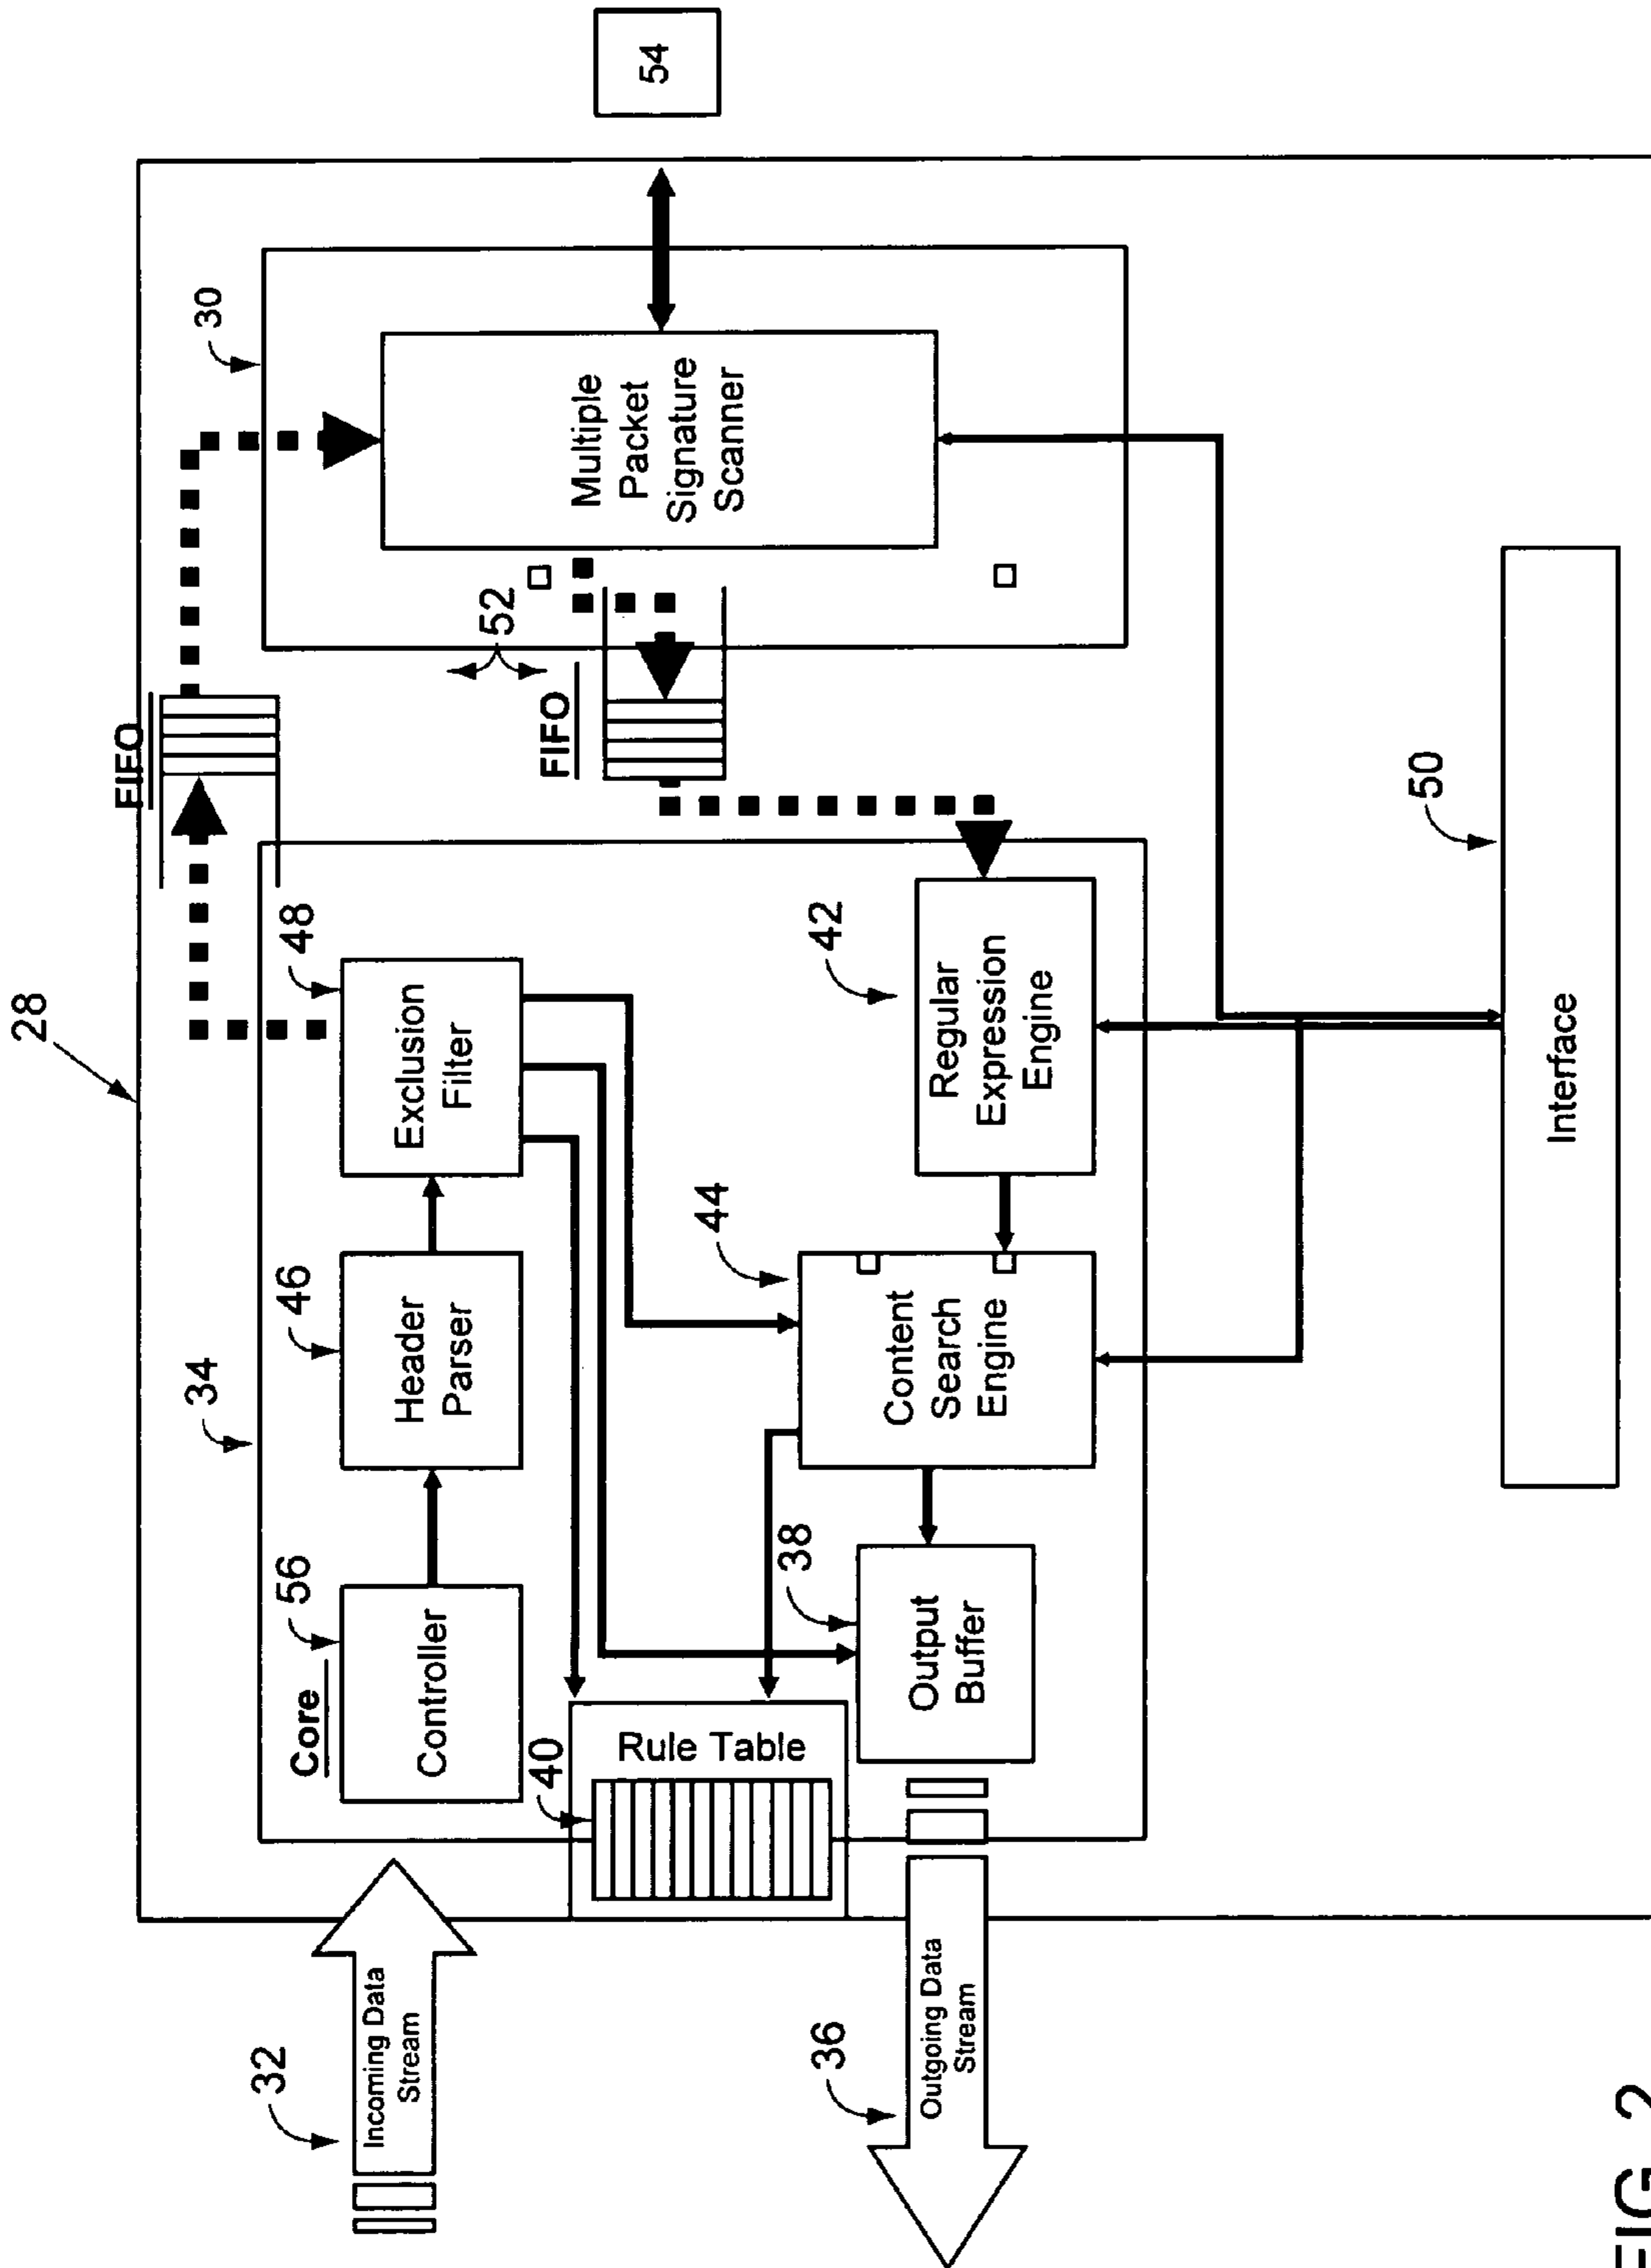 28
34
30
FIFO
54
32
Incoming Data
Stream
Core
56
Controller
46
Header
Parser
48
Exclusion
Filter
52
FIFO
Multiple
Packet
Signature
Scanner
40
Rule Table
38
Output
Buffer
44
Content
Search
Engine
42
Regular
Expression
Engine
36
Outgoing Data
Stream
50
Interface
FIG. 2